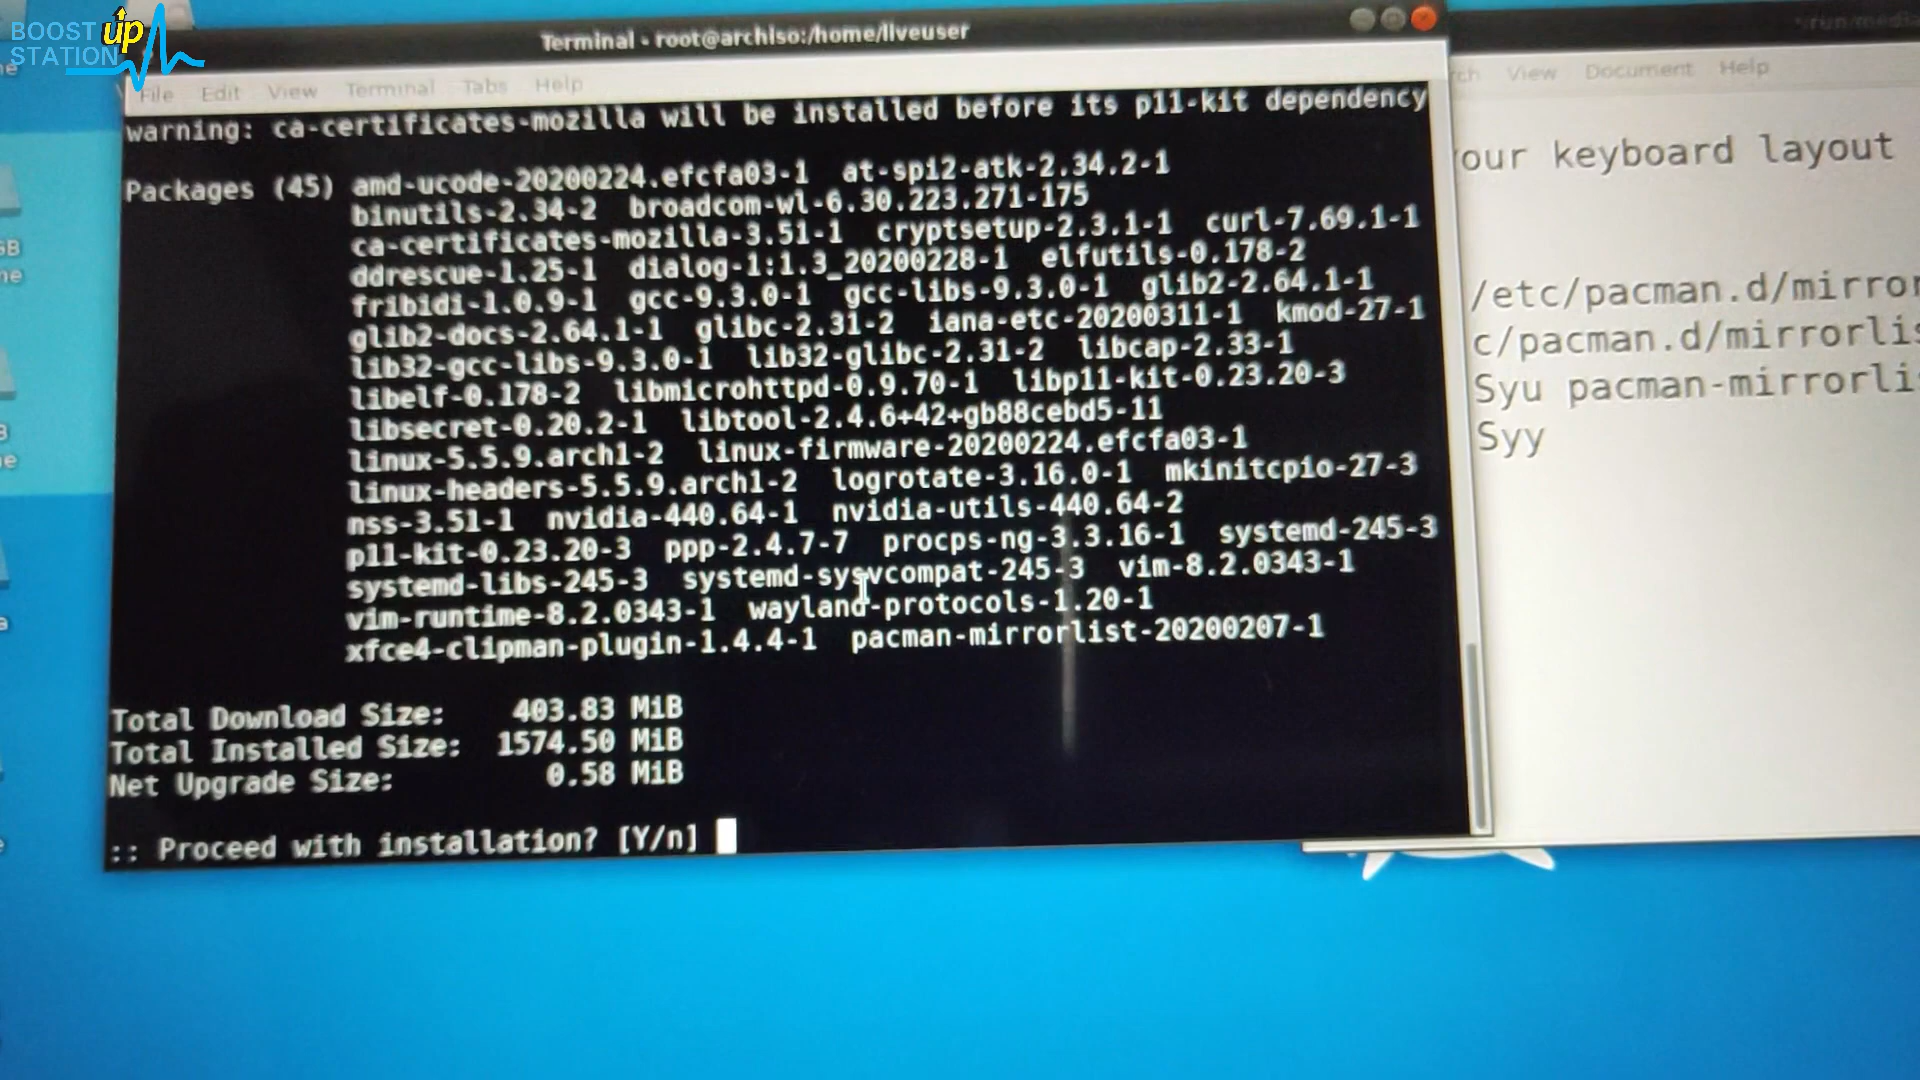 BOOST up
STATION
Terminal - root@archiso:/home/liveuser
File Edit View Terminal Tabs Help
warning: ca-certificates-mozilla will be installed before its p11-kit dependency
Packages (45) amd-ucode-20200224.efcfa03-1 at-spi2-atk-2.34.2-1
binutils-2.34-2 broadcom-wl-6.30.223.271-175
ca-certificates-mozilla-3.51-1 cryptsetup-2.3.1-1 curl-7.69.1-1
ddrescue-1.25-1 dialog-1:1.3_20200228-1 elfutils-0.178-2
fribidi-1.0.9-1 gcc-9.3.0-1 gcc-libs-9.3.0-1 glib2-2.64.1-1
glib2-docs-2.64.1-1 glibc-2.31-2 iana-etc-20200311-1 kmod-27-1
lib32-gcc-libs-9.3.0-1 lib32-glibc-2.31-2 libcap-2.33-1
libelf-0.178-2 libmicrohttpd-0.9.70-1 libp11-kit-0.23.20-3
libsecret-0.20.2-1 libtool-2.4.6+42+gb88cebd5-11
linux-5.5.9.arch1-2 linux-firmware-20200224.efcfa03-1
linux-headers-5.5.9.arch1-2 logrotate-3.16.0-1 mkinitcpio-27-3
nss-3.51-1 nvidia-440.64-1 nvidia-utils-440.64-2
p11-kit-0.23.20-3 ppp-2.4.7-7 procps-ng-3.3.16-1 systemd-245-3
systemd-libs-245-3 systemd-sysvcompat-245-3 vim-8.2.0343-1
vim-runtime-8.2.0343-1 wayland-protocols-1.20-1
xfce4-clipman-plugin-1.4.4-1 pacman-mirrorlist-20200207-1
Total Download Size: 403.83 MiB
Total Installed Size: 1574.50 MiB
Net Upgrade Size: 0.58 MiB
:: Proceed with installation? [Y/n]
View Document Help
our keyboard layout
/etc/pacman.d/mirror
c/pacman.d/mirrorlis
Syu pacman-mirrorli
Syy